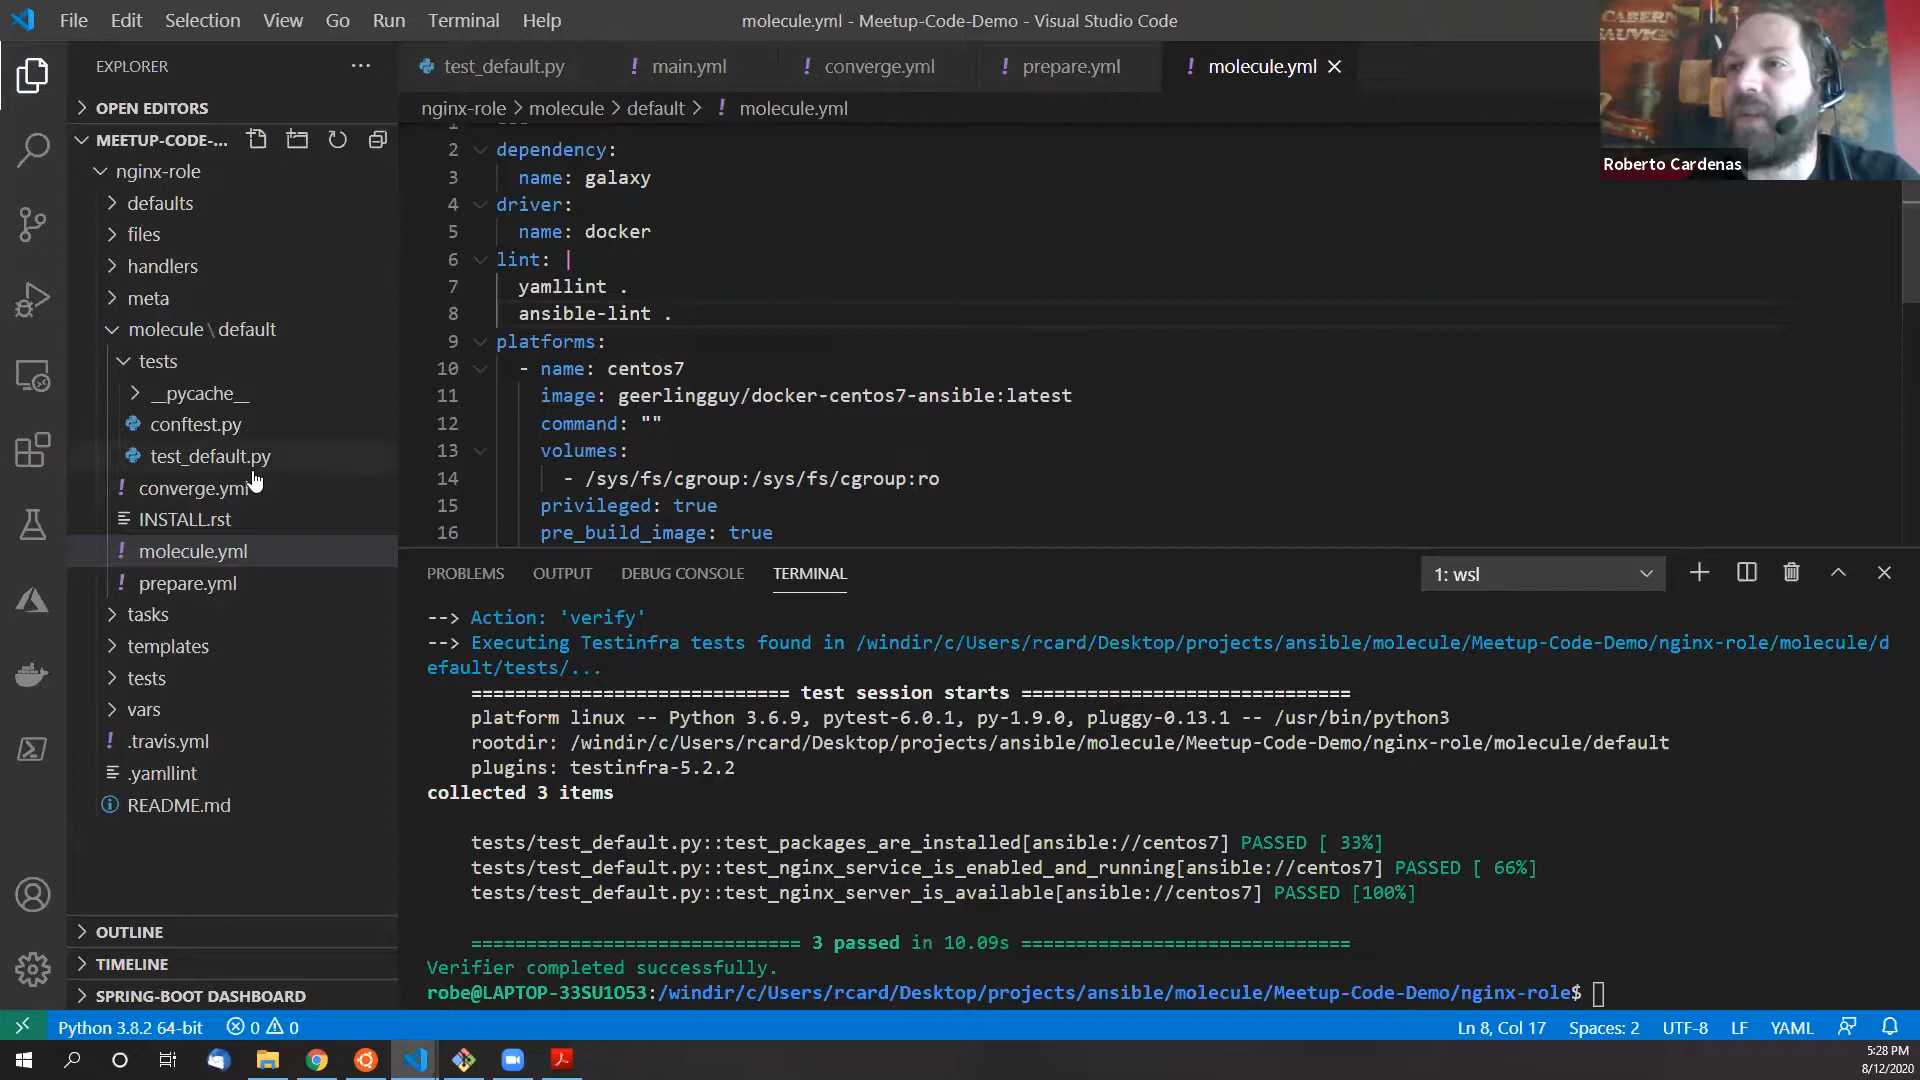 File Edit Selection View Go Run Terminal Help
molecule.yml - Meetup-Code-Demo - Visual Studio Code
CABERN
SAUVIGN
Roberto Cardenas
EXPLORER
OPEN EDITORS
MEETUP-CODE-...
nginx-role
defaults
files
handlers
meta
molecule \ default
tests
__pycache__
conftest.py
test_default.py
converge.yml
INSTALL.rst
molecule.yml
prepare.yml
tasks
templates
tests
vars
.travis.yml
.yamllint
README.md
OUTLINE
TIMELINE
SPRING-BOOT DASHBOARD
test_default.py main.yml converge.yml prepare.yml molecule.yml
nginx-role > molecule > default > ! molecule.yml
1 ---
2 dependency:
3 name: galaxy
4 driver:
5 name: docker
6 lint: |
7 yamllint .
8 ansible-lint .
9 platforms:
10 - name: centos7
11 image: geerlingguy/docker-centos7-ansible:latest
12 command: ""
13 volumes:
14 - /sys/fs/cgroup:/sys/fs/cgroup:ro
15 privileged: true
16 pre_build_image: true
PROBLEMS OUTPUT DEBUG CONSOLE TERMINAL 1: wsl
--> Action: 'verify'
--> Executing Testinfra tests found in /windir/c/Users/rcard/Desktop/projects/ansible/molecule/Meetup-Code-Demo/nginx-role/molecule/d
efault/tests/...
============================= test session starts ==============================
platform linux -- Python 3.6.9, pytest-6.0.1, py-1.9.0, pluggy-0.13.1 -- /usr/bin/python3
rootdir: /windir/c/Users/rcard/Desktop/projects/ansible/molecule/Meetup-Code-Demo/nginx-role/molecule/default
plugins: testinfra-5.2.2
collected 3 items
tests/test_default.py::test_packages_are_installed[ansible://centos7] PASSED [ 33%]
tests/test_default.py::test_nginx_service_is_enabled_and_running[ansible://centos7] PASSED [ 66%]
tests/test_default.py::test_nginx_server_is_available[ansible://centos7] PASSED [100%]
============================== 3 passed in 10.09s ==============================
Verifier completed successfully.
robe@LAPTOP-33SU1O53:/windir/c/Users/rcard/Desktop/projects/ansible/molecule/Meetup-Code-Demo/nginx-role$
Python 3.8.2 64-bit 0 0 Ln 8, Col 17 Spaces: 2 UTF-8 LF YAML
5:28 PM
8/12/2020